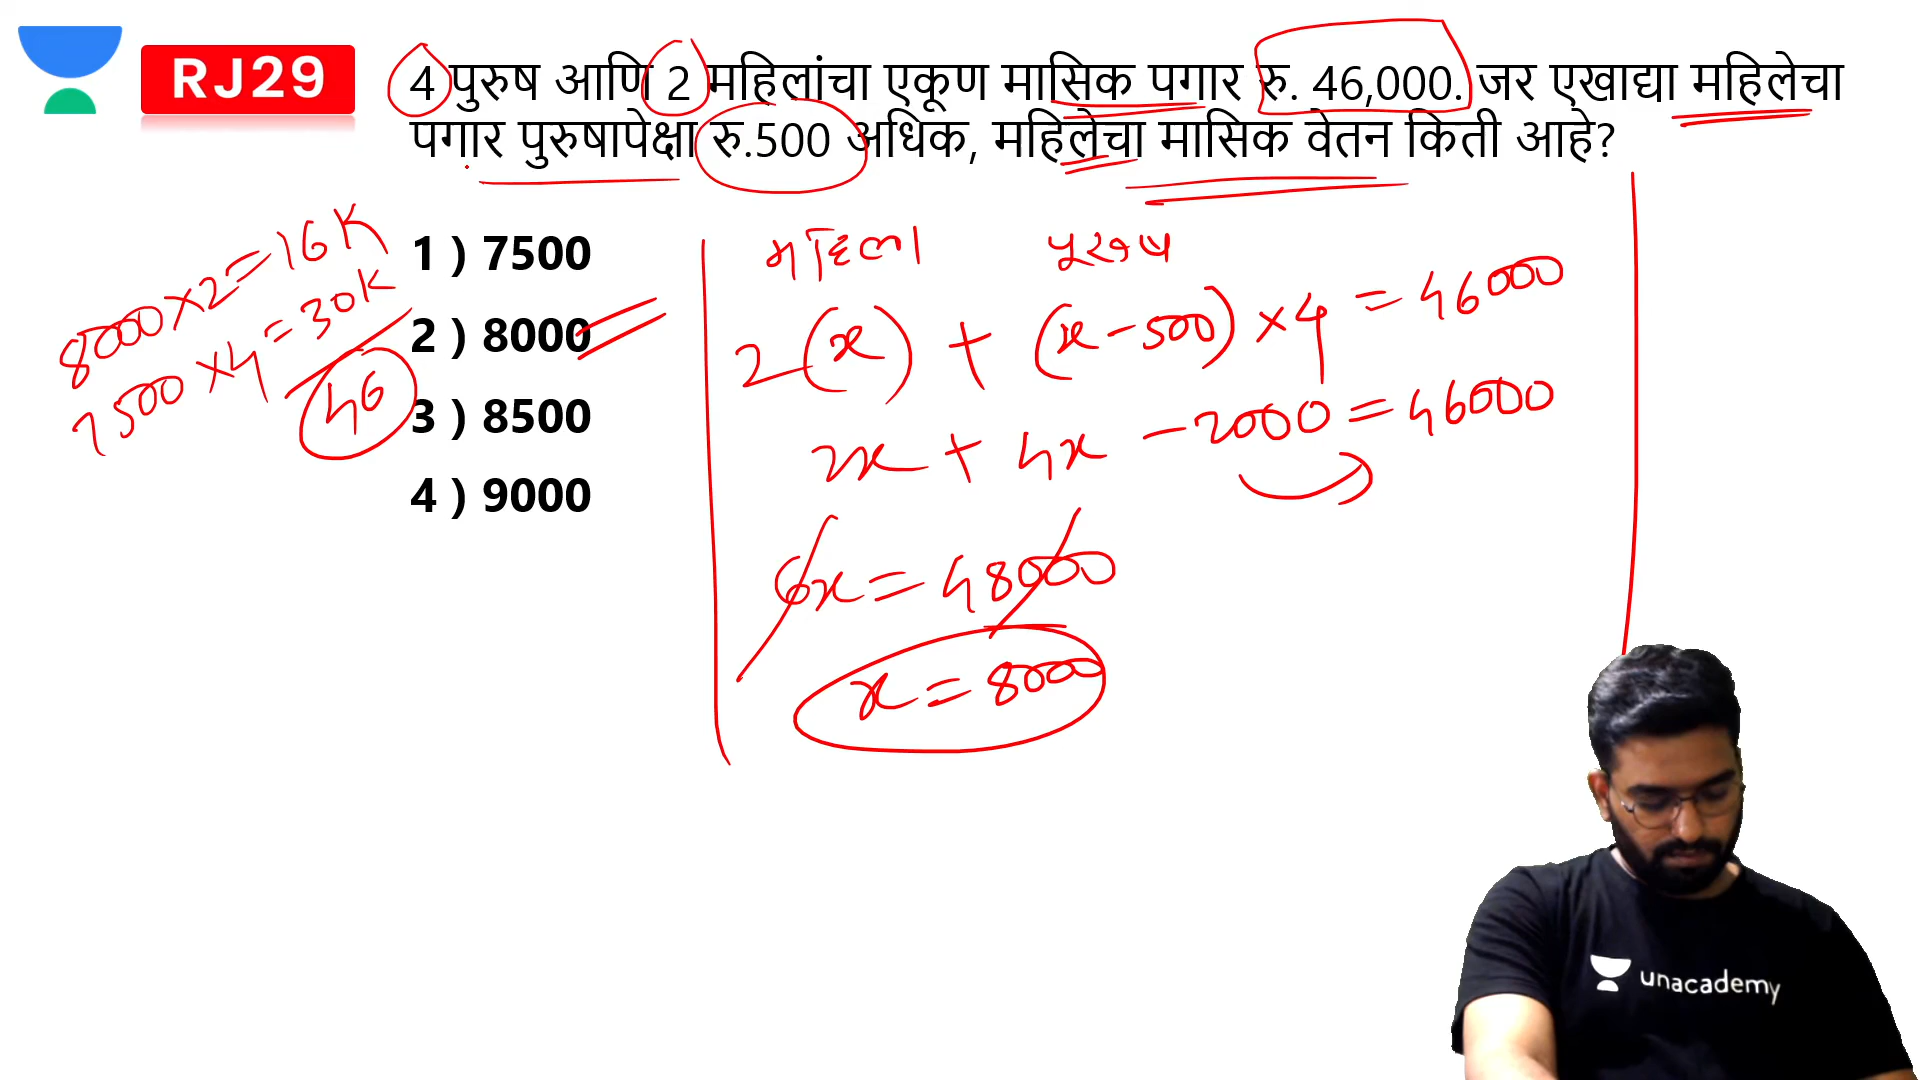 RJ29
4 पुरुष आणि 2 महिलांचा एकूण मासिक पगार रु. 46,000. जर एखाद्या महिलेचा
पगार पुरुषापेक्षा रु.500 अधिक, महिलेचा मासिक वेतन किती आहे?
1 ) 7500
2 ) 8000
3 ) 8500
4 ) 9000
8000 × 2 = 16K
7500 × 4 = 30K
46
महिला पुरुष
2(x) + (x - 500) × 4 = 46000
2x + 4x - 2000 = 46000
6x = 48000
x = 8000
unacademy